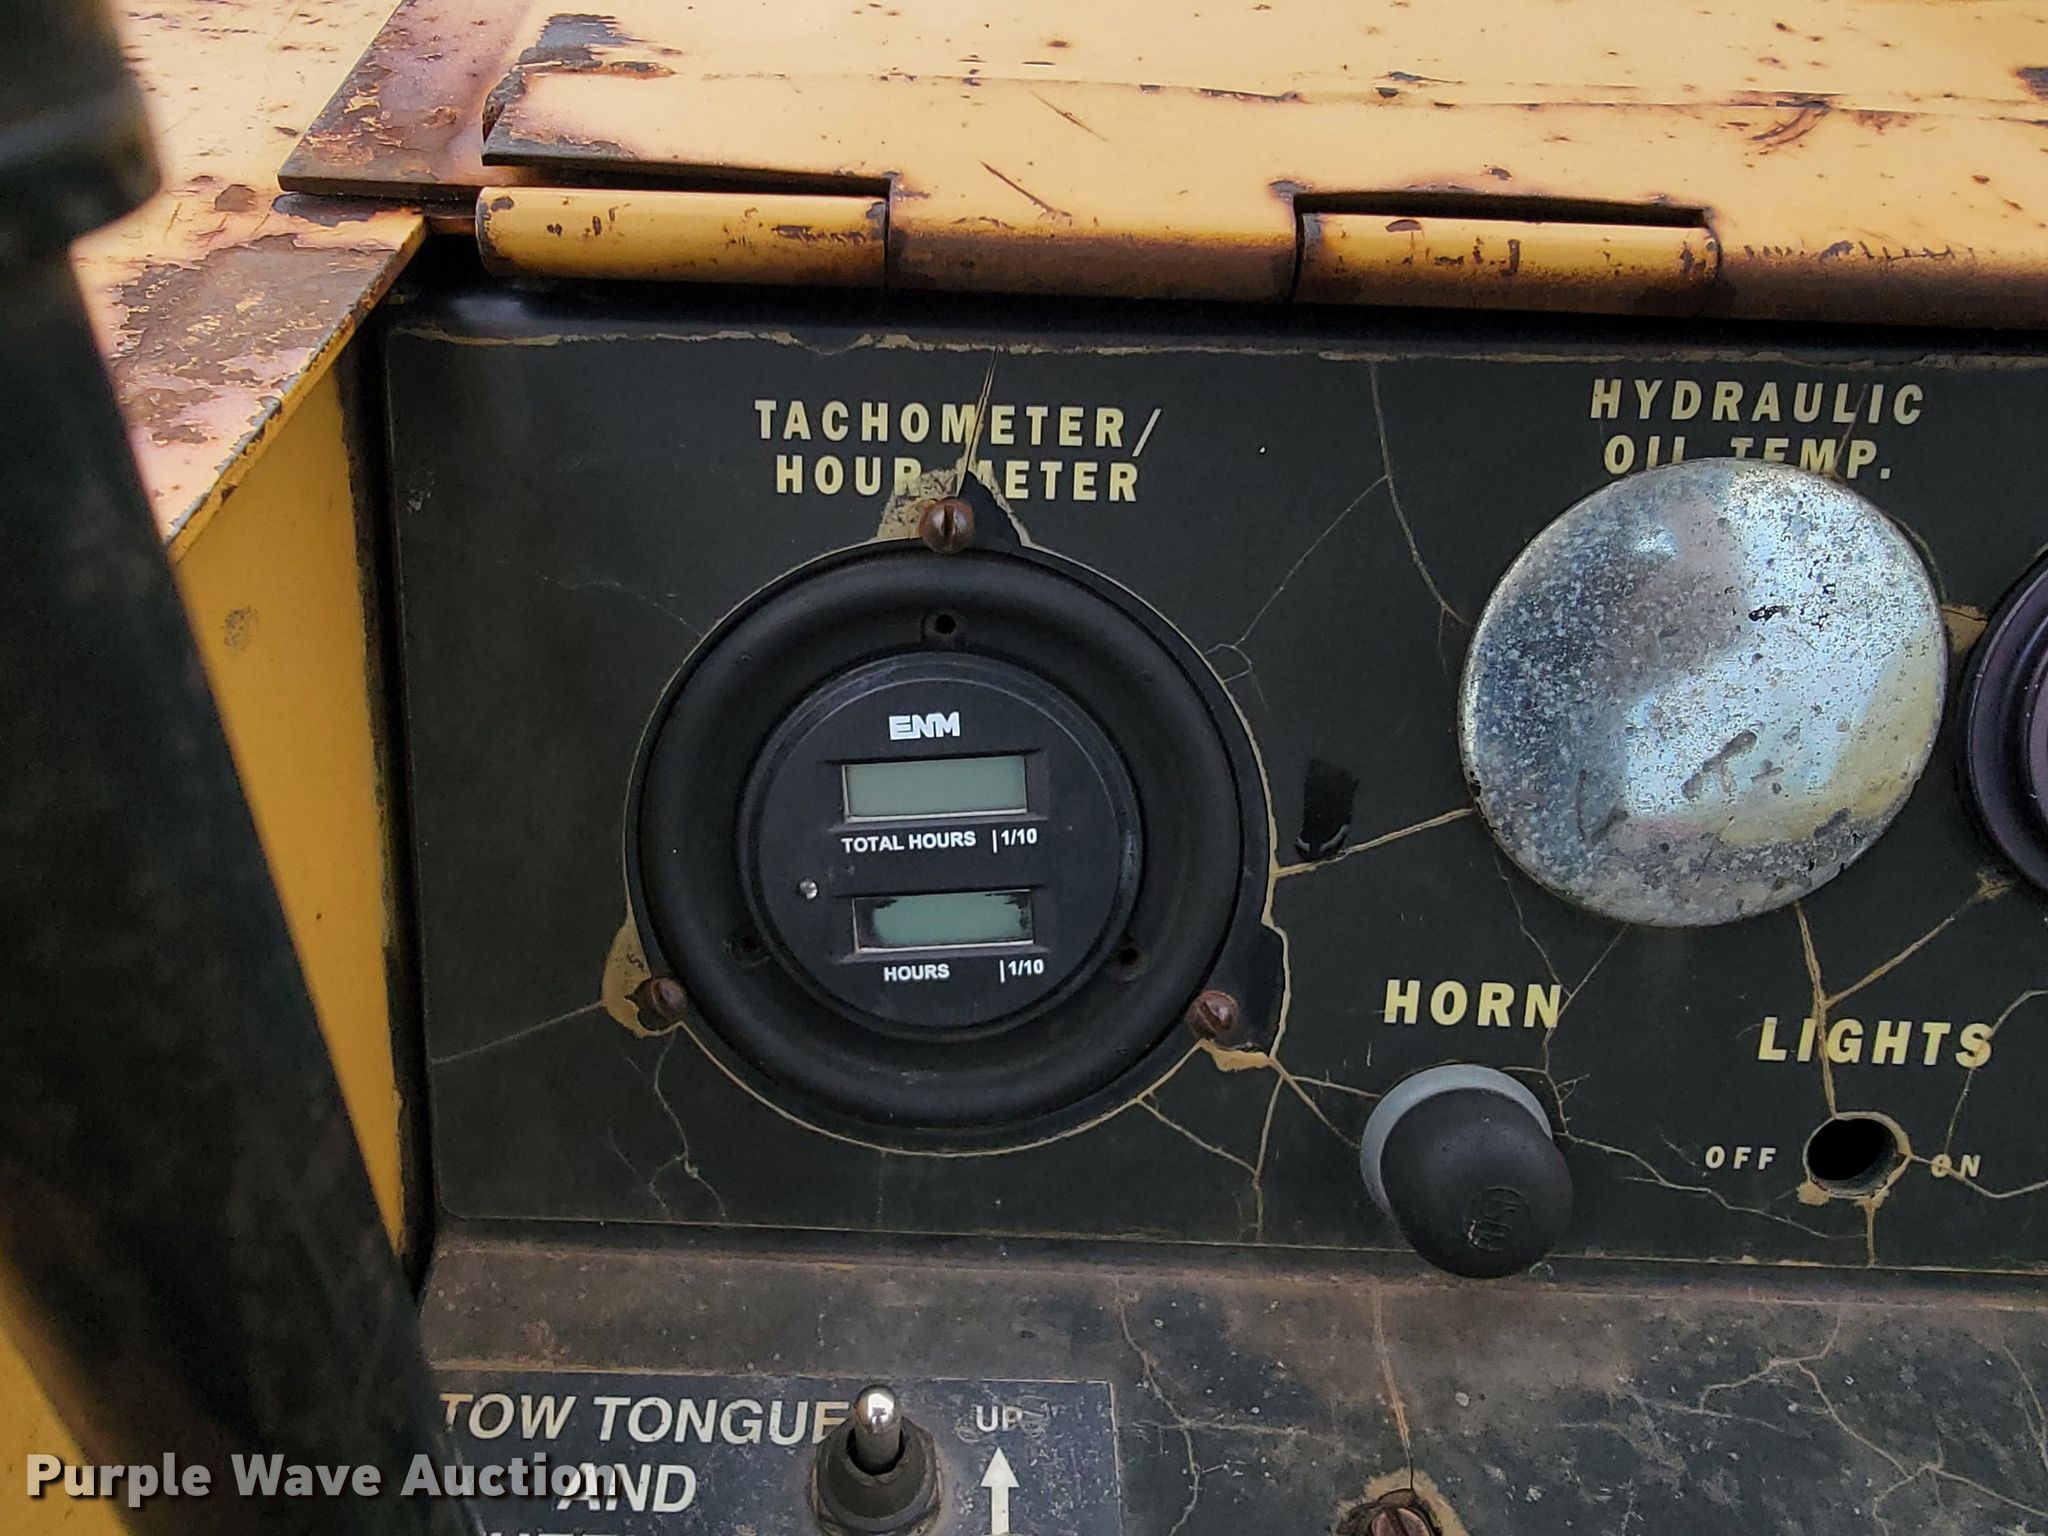 TACHOMETER/
HOUR METER
HYDRAULIC
OIL TEMP.
ENM
TOTAL HOURS | 1/10
HOURS | 1/10
HORN
LIGHTS
OFF
ON
TOW TONGUE
AND
UP
Purple Wave Auction